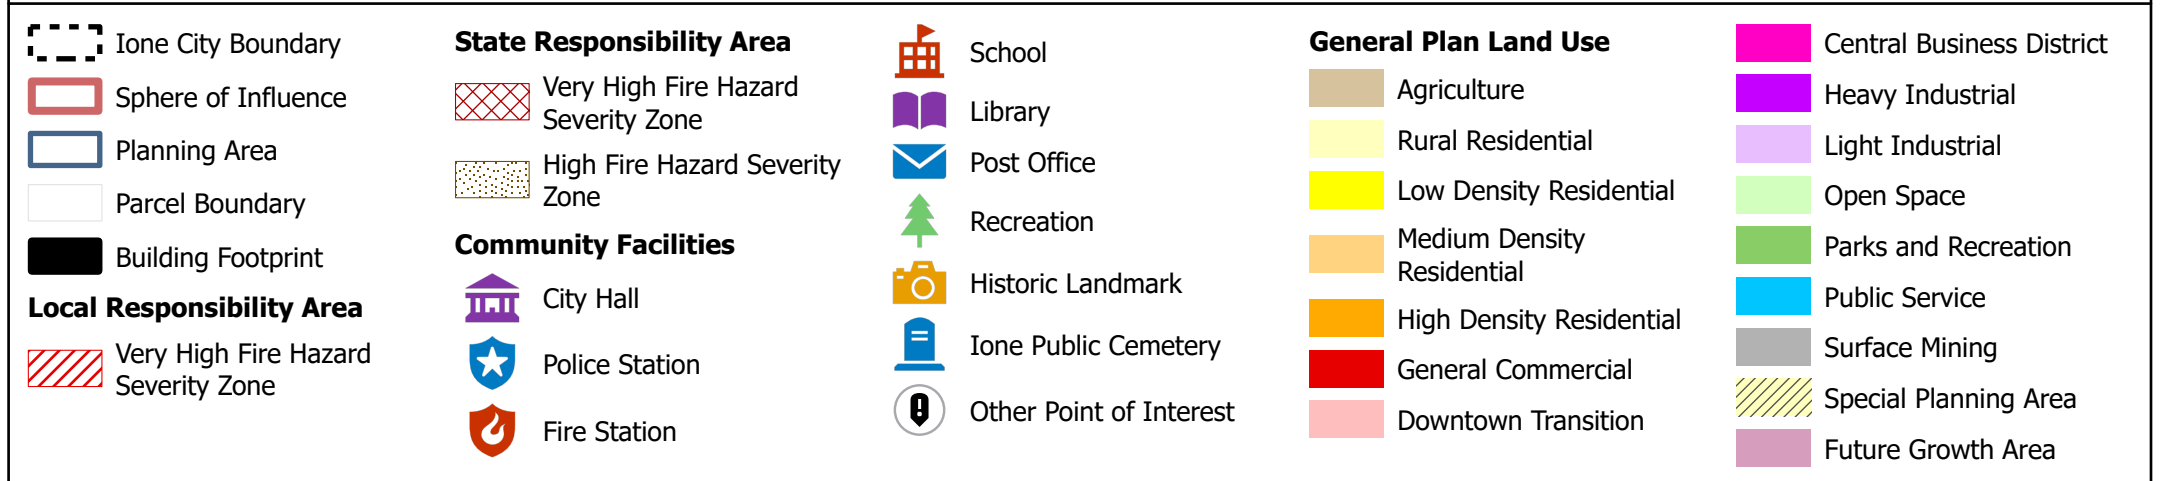 Ione City Boundary
Sphere of Influence
Planning Area
Parcel Boundary
Building Footprint
Local Responsibility Area
Very High Fire Hazard
Severity Zone
State Responsibility Area
Very High Fire Hazard
Severity Zone
High Fire Hazard Severity
Zone
Community Facilities
City Hall
Police Station
Fire Station
School
Library
Post Office
Recreation
Historic Landmark
Ione Public Cemetery
Other Point of Interest
General Plan Land Use
Agriculture
Rural Residential
Low Density Residential
Medium Density
Residential
High Density Residential
General Commercial
Downtown Transition
Central Business District
Heavy Industrial
Light Industrial
Open Space
Parks and Recreation
Public Service
Surface Mining
Special Planning Area
Future Growth Area